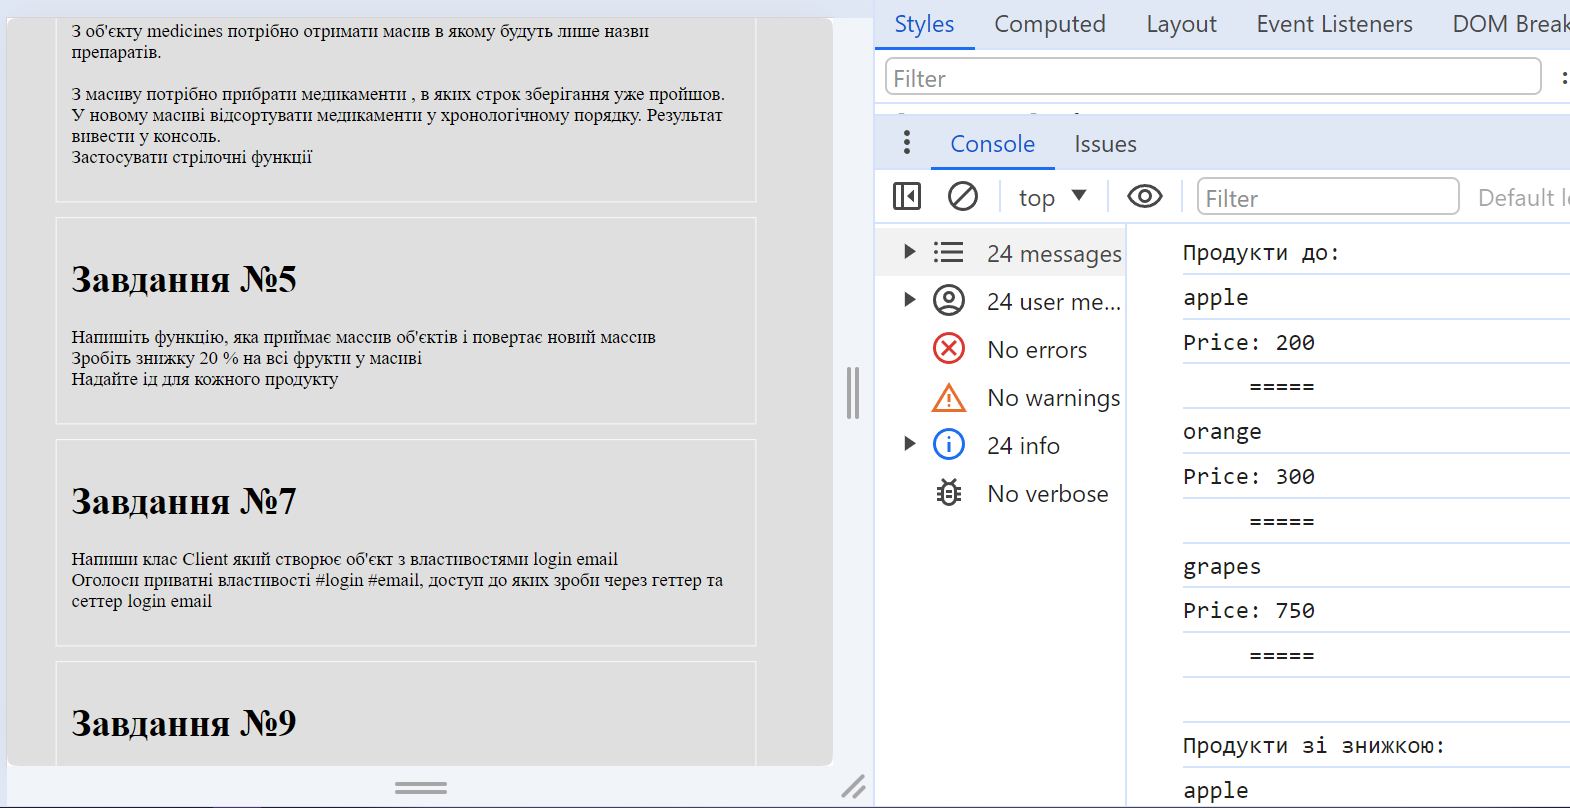 З об'єкту medicines потрібно отримати масив в якому будуть лише назви
препаратів.
З масиву потрібно прибрати медикаменти , в яких строк зберігання уже пройшов.
У новому масиві відсортувати медикаменти у хронологічному порядку. Результат
вивести у консоль.
Застосувати стрілочні функції
Завдання №5
Напишіть функцію, яка приймає массив об'єктів і повертає новий массив
Зробіть знижку 20 % на всі фрукти у масиві
Надайте ід для кожного продукту
Завдання №7
Напиши клас Client який створює об'єкт з властивостями login email
Оголоси приватні властивості #login #email, доступ до яких зроби через геттер та
сеттер login email
Завдання №9
Styles Computed Layout Event Listeners DOM Break
Filter
Console Issues
top Filter Default
24 messages
24 user me...
No errors
No warnings
24 info
No verbose
Продукти до:
apple
Price: 200
=====
orange
Price: 300
=====
grapes
Price: 750
=====
Продукти зі знижкою:
apple